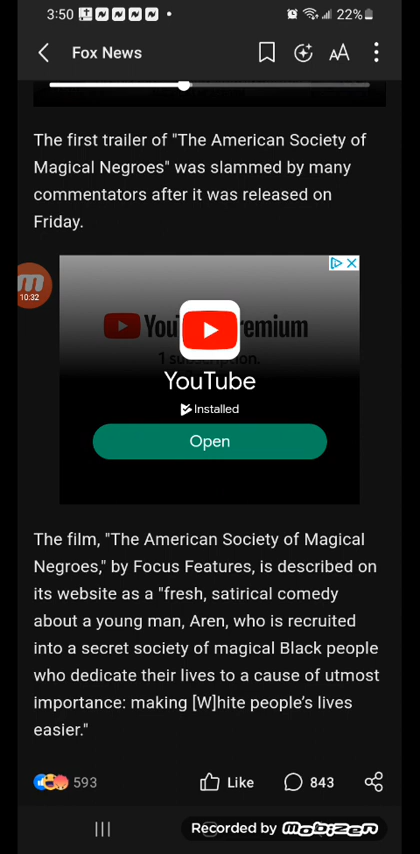 3:50
22%
Fox News
AA
The first trailer of "The American Society of
Magical Negroes" was slammed by many
commentators after it was released on
Friday.
10:32
YouTube
Installed
Open
The film, "The American Society of Magical
Negroes," by Focus Features, is described on
its website as a "fresh, satirical comedy
about a young man, Aren, who is recruited
into a secret society of magical Black people
who dedicate their lives to a cause of utmost
importance: making [W]hite people’s lives
easier."
593
Like
843
Recorded by mobizen